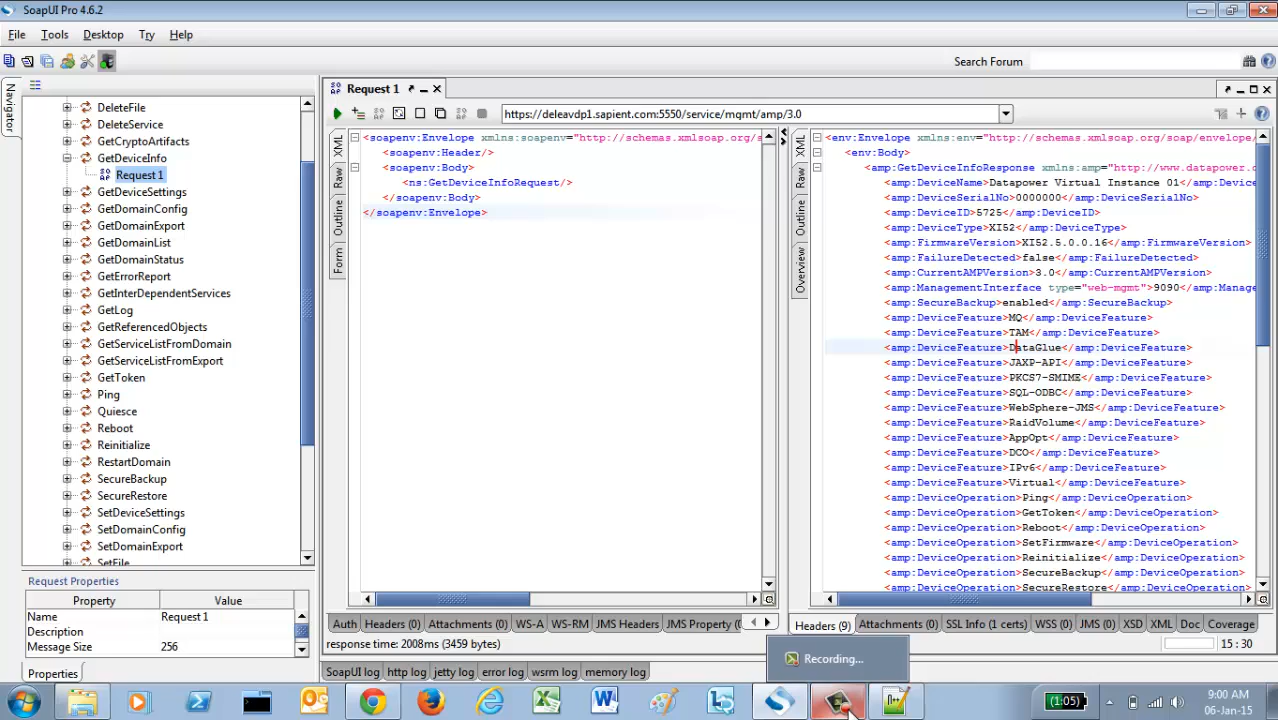 SoapUI Pro 4.6.2
File Tools Desktop Try Help
Search Forum
Navigator
DeleteFile
DeleteService
GetCryptoArtifacts
GetDeviceInfo
Request 1
GetDeviceSettings
GetDomainConfig
GetDomainExport
GetDomainList
GetDomainStatus
GetErrorReport
GetInterDependentServices
GetLog
GetReferencedObjects
GetServiceListFromDomain
GetServiceListFromExport
GetToken
Ping
Quiesce
Reboot
Reinitialize
RestartDomain
SecureBackup
SecureRestore
SetDeviceSettings
SetDomainConfig
SetDomainExport
SetFile
Request Properties
Property Value
Name Request 1
Description
Message Size 256
Properties
Request 1
https://deleavdp1.sapient.com:5550/service/mqmt/amp/3.0
XML
Raw
Outline
Form
<soapenv:Envelope xmlns:soapenv="http://schemas.xmlsoap.org/s
<soapenv:Header/>
<soapenv:Body>
<ns:GetDeviceInfoRequest/>
</soapenv:Body>
</soapenv:Envelope>
XML
Raw
Outline
Overview
<env:Envelope xmlns:env="http://schemas.xmlsoap.org/soap/envelope/
<env:Body>
<amp:GetDeviceInfoResponse xmlns:amp="http://www.datapower.c
<amp:DeviceName>Datapower Virtual Instance 01</amp:Device
<amp:DeviceSerialNo>0000000</amp:DeviceSerialNo>
<amp:DeviceID>5725</amp:DeviceID>
<amp:DeviceType>XI52</amp:DeviceType>
<amp:FirmwareVersion>XI52.5.0.0.16</amp:FirmwareVersion>
<amp:FailureDetected>false</amp:FailureDetected>
<amp:CurrentAMPVersion>3.0</amp:CurrentAMPVersion>
<amp:ManagementInterface type="web-mgmt">9090</amp:Manage
<amp:SecureBackup>enabled</amp:SecureBackup>
<amp:DeviceFeature>MQ</amp:DeviceFeature>
<amp:DeviceFeature>TAM</amp:DeviceFeature>
<amp:DeviceFeature>DataGlue</amp:DeviceFeature>
<amp:DeviceFeature>JAXP-API</amp:DeviceFeature>
<amp:DeviceFeature>PKCS7-SMIME</amp:DeviceFeature>
<amp:DeviceFeature>SQL-ODBC</amp:DeviceFeature>
<amp:DeviceFeature>WebSphere-JMS</amp:DeviceFeature>
<amp:DeviceFeature>RaidVolume</amp:DeviceFeature>
<amp:DeviceFeature>AppOpt</amp:DeviceFeature>
<amp:DeviceFeature>DCO</amp:DeviceFeature>
<amp:DeviceFeature>IPv6</amp:DeviceFeature>
<amp:DeviceFeature>Virtual</amp:DeviceFeature>
<amp:DeviceOperation>Ping</amp:DeviceOperation>
<amp:DeviceOperation>GetToken</amp:DeviceOperation>
<amp:DeviceOperation>Reboot</amp:DeviceOperation>
<amp:DeviceOperation>SetFirmware</amp:DeviceOperation>
<amp:DeviceOperation>Reinitialize</amp:DeviceOperation>
<amp:DeviceOperation>SecureBackup</amp:DeviceOperation>
<amp:DeviceOperation>SecureRestore</amp:DeviceOperation>
Auth Headers (0) Attachments (0) WS-A WS-RM JMS Headers JMS Property (
Headers (9) Attachments (0) SSL Info (1 certs) WSS (0) JMS (0) XSD XML Doc Coverage
response time: 2008ms (3459 bytes)
15 : 30
Recording...
SoapUI log http log jetty log error log wsrm log memory log
(1:05)
9:00 AM
06-Jan-15